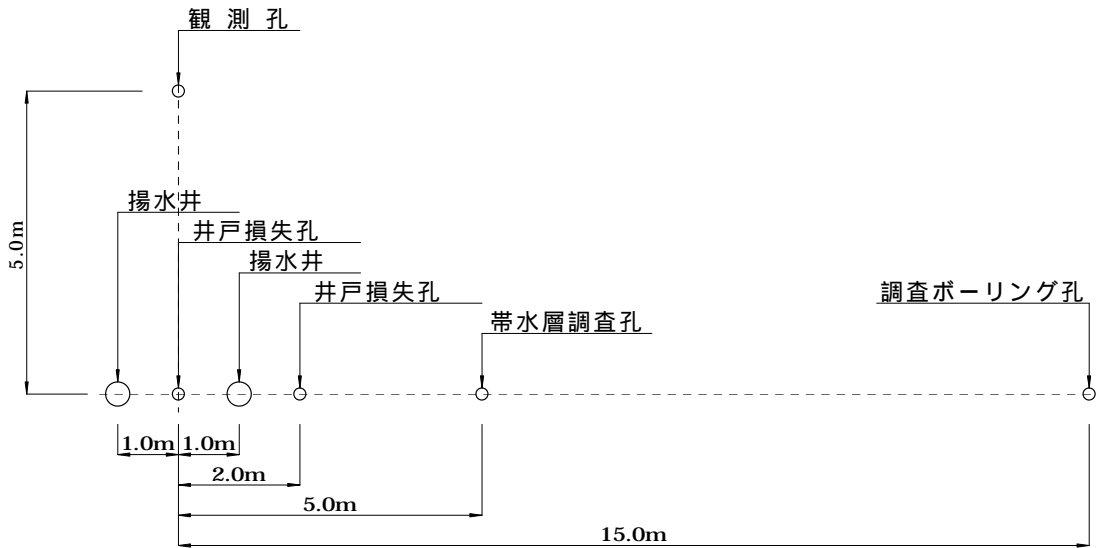 観 測 孔
5.0m
揚水井
井戸損失孔
揚水井
井戸損失孔
調査ボーリング孔
帯水層調査孔
1.0m 1.0m
2.0m
5.0m
15.0m